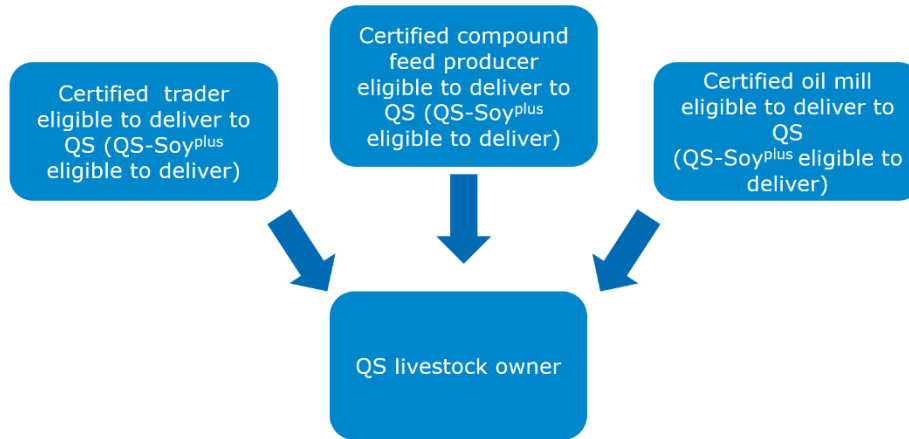 Certified trader
eligible to deliver to
QS (QS-Soyplus
eligible to deliver)
Certified compound
feed producer
eligible to deliver to
QS (QS-Soyplus
eligible to deliver)
Certified oil mill
eligible to deliver to
QS
(QS-Soyplus eligible to
deliver)
QS livestock owner